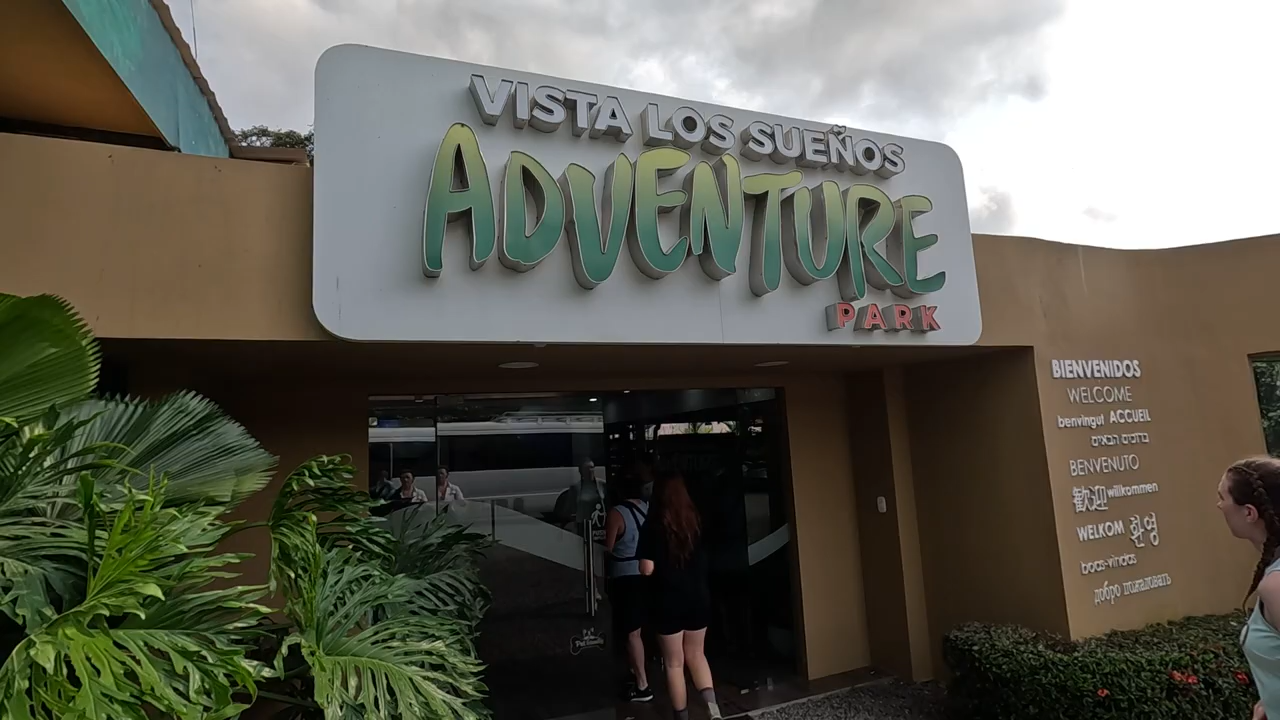 VISTA LOS SUEÑOS
ADVENTURE
PARK
BIENVENIDOS
WELCOME
benvingut ACCUEIL
ברוכים הבאים
BENVENUTO
歓迎 willkommen
WELKOM 환영
boas-vindas
добро пожаловать